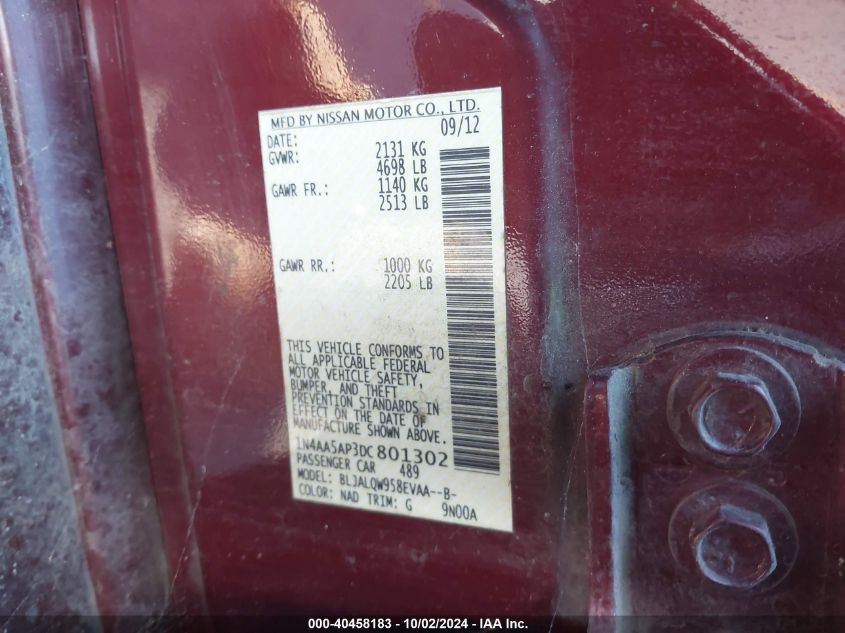 MFD BY NISSAN MOTOR CO., LTD.
DATE: 09/12
GVWR: 2131 KG
4698 LB
GAWR FR.: 1140 KG
2513 LB
GAWR RR.: 1000 KG
2205 LB
THIS VEHICLE CONFORMS TO
ALL APPLICABLE FEDERAL
MOTOR VEHICLE SAFETY,
BUMPER, AND THEFT
PREVENTION STANDARDS IN
EFFECT ON THE DATE OF
MANUFACTURE SHOWN ABOVE.
1N4AA5AP3DC801302
PASSENGER CAR 489
MODEL: BLJALQW958EVAA--B-
COLOR: NAD TRIM: G 9N00A
000-40458183 - 10/02/2024 - IAA Inc.